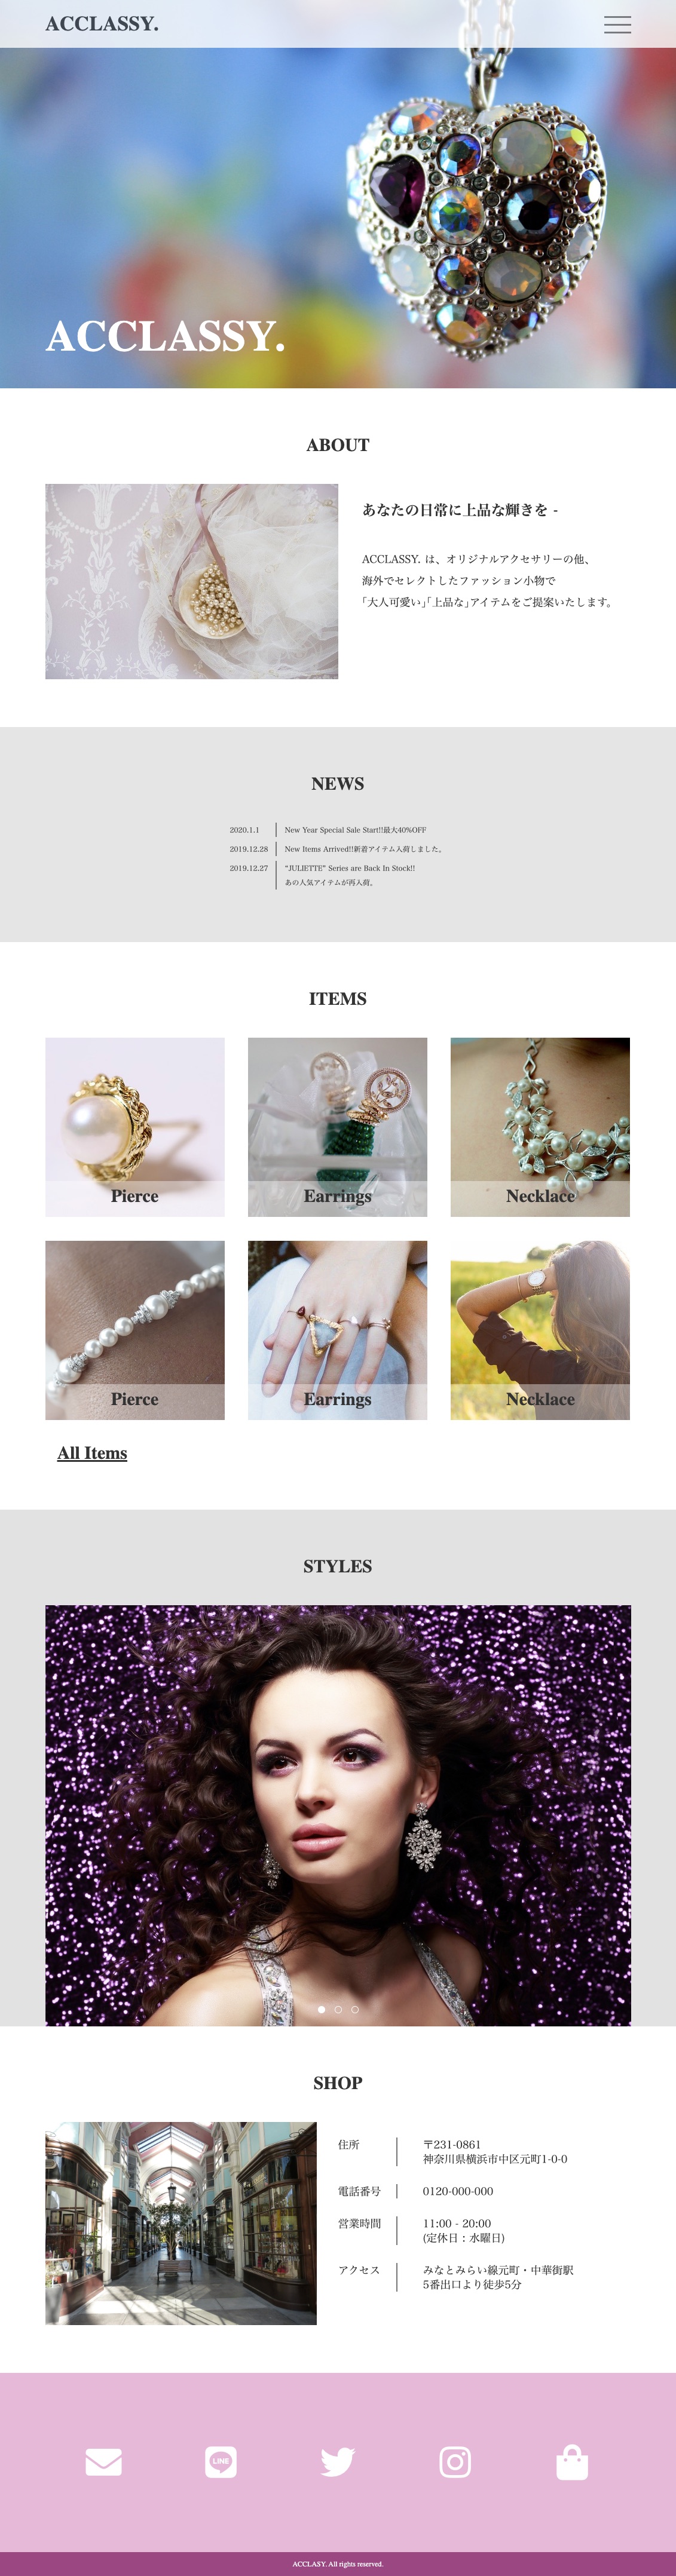 ACCLASSY.
ACCLASSY.
ABOUT
あなたの日常に上品な輝きを -
ACCLASSY. は、オリジナルアクセサリーの他、
海外でセレクトしたファッション小物で
「大人可愛い」「上品な」アイテムをご提案いたします。
NEWS
2020.1.1 New Year Special Sale Start!!最大40%OFF
2019.12.28 New Items Arrived!!新着アイテム入荷しました。
2019.12.27 “JULIETTE” Series are Back In Stock!!
あの人気アイテムが再入荷。
ITEMS
Pierce Earrings Necklace
Pierce Earrings Necklace
All Items
STYLES
SHOP
住所 〒231-0861
神奈川県横浜市中区元町1-0-0
電話番号 0120-000-000
営業時間 11:00 - 20:00
(定休日：水曜日)
アクセス みなとみらい線元町・中華街駅
5番出口より徒歩5分
LINE
ACCLASY. All rights reserved.